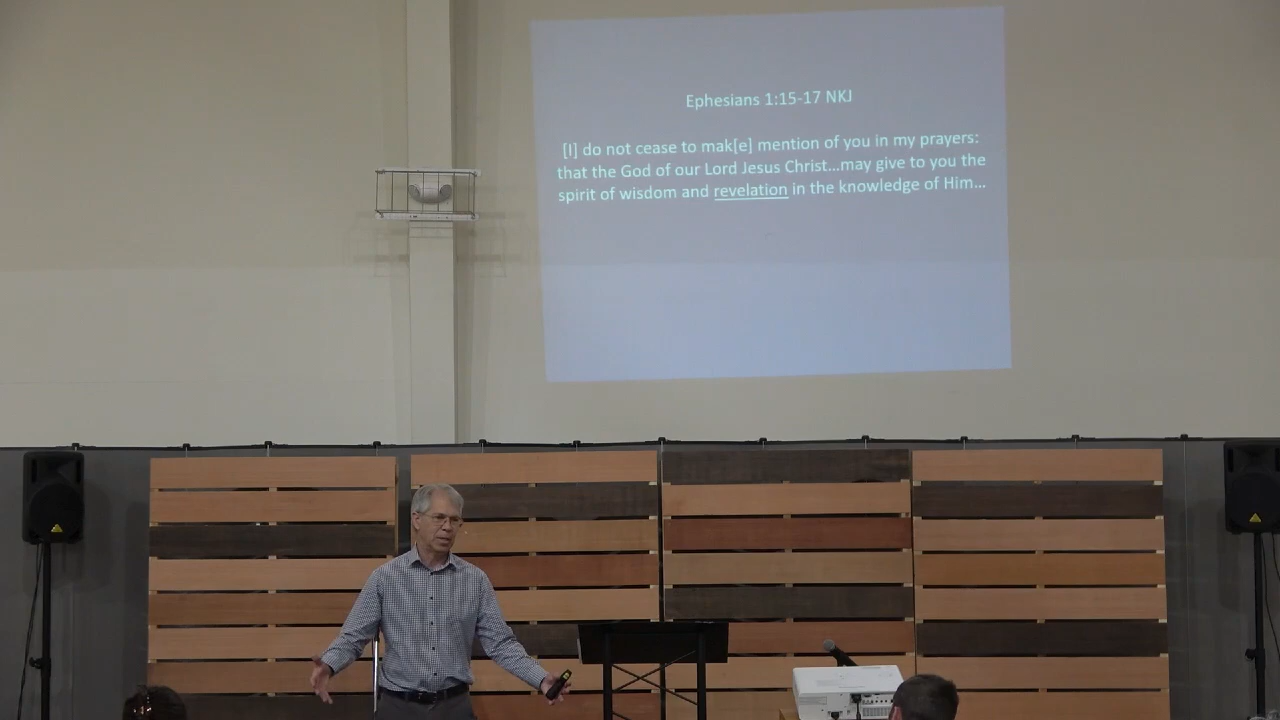 Ephesians 1:15-17 NKJ
[I] do not cease to mak[e] mention of you in my prayers:
that the God of our Lord Jesus Christ...may give to you the
spirit of wisdom and revelation in the knowledge of Him...